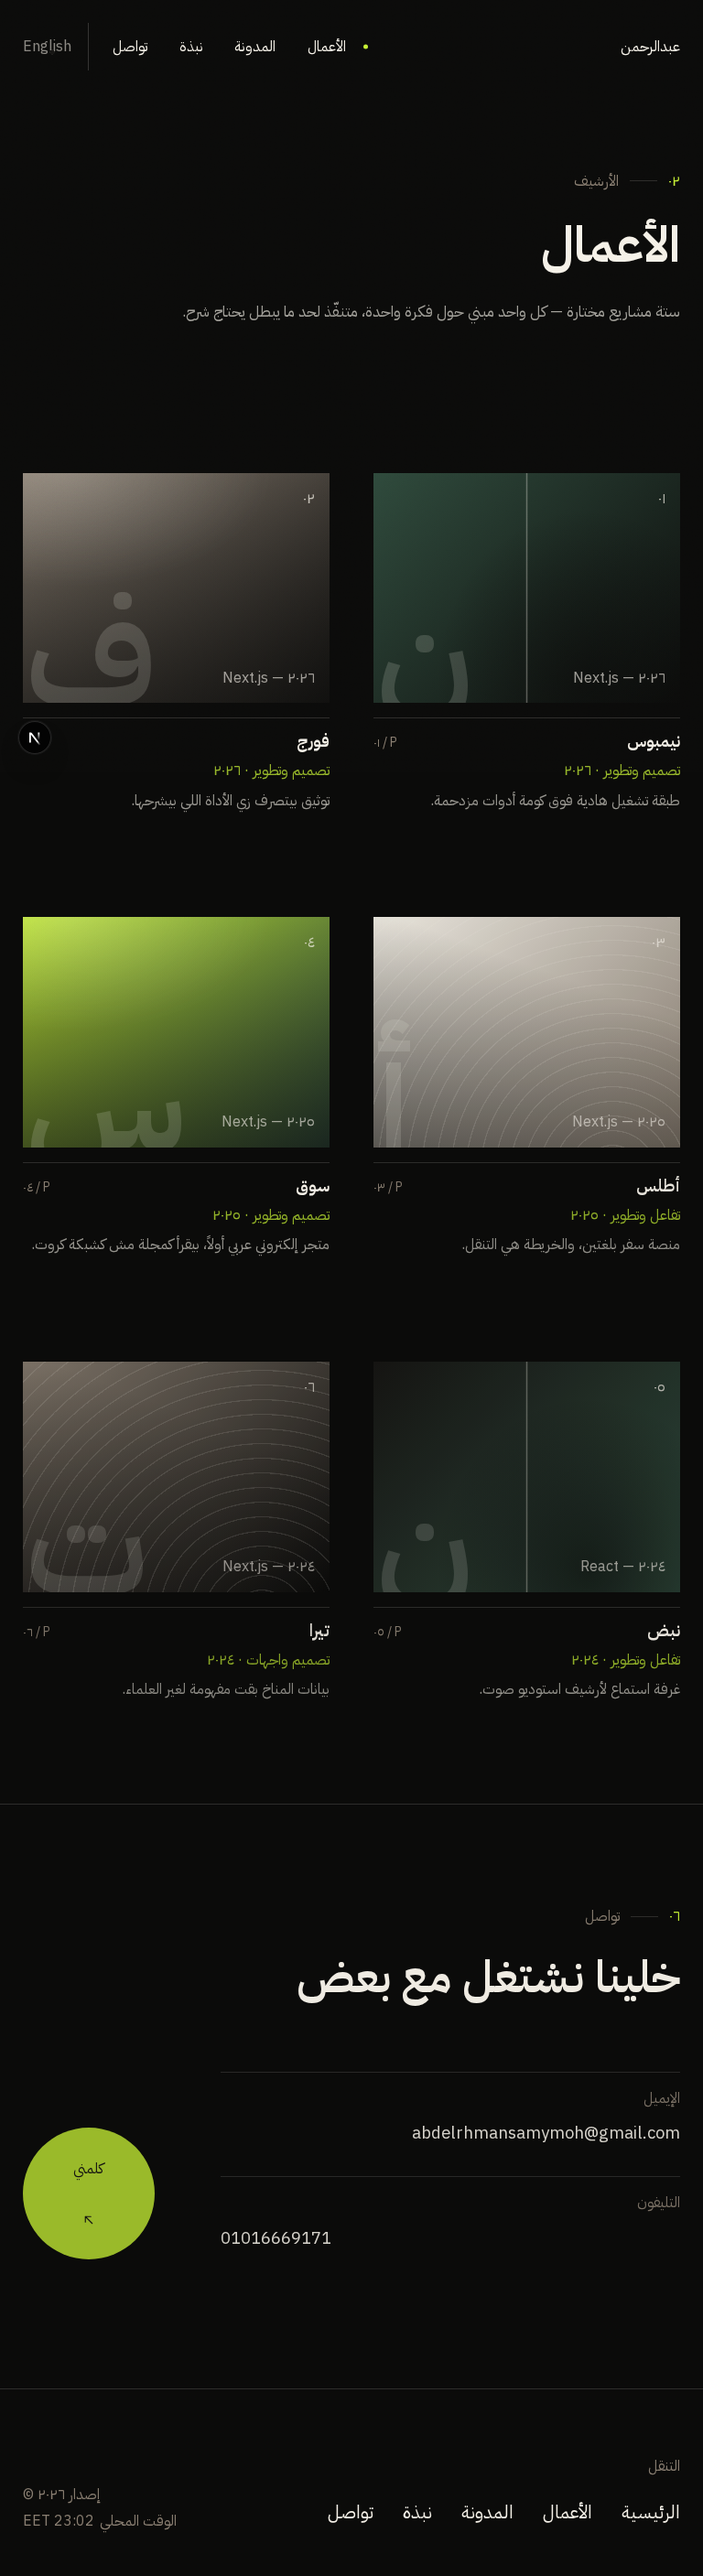 عبدالرحمن
الأعمال
المدونة
نبذة
تواصل
English
٠٢
الأرشيف
الأعمال
ستة مشاريع مختارة — كل واحد مبني حول فكرة واحدة، متنفّذ لحد ما يبطل يحتاج شرح.
٠١
ن
Next.js — ٢٠٢٦
نيمبوس
P / ٠١
تصميم وتطوير · ٢٠٢٦
طبقة تشغيل هادية فوق كومة أدوات مزدحمة.
٠٢
ف
Next.js — ٢٠٢٦
N
فورج
تصميم وتطوير · ٢٠٢٦
توثيق بيتصرف زي الأداة اللي بيشرحها.
٠٣
أ
Next.js — ٢٠٢٥
أطلس
P / ٠٣
تفاعل وتطوير · ٢٠٢٥
منصة سفر بلغتين، والخريطة هي التنقل.
٠٤
س
Next.js — ٢٠٢٥
سوق
P / ٠٤
تصميم وتطوير · ٢٠٢٥
متجر إلكتروني عربي أولاً، بيقرأ كمجلة مش كشبكة كروت.
٠٥
ن
React — ٢٠٢٤
نبض
P / ٠٥
تفاعل وتطوير · ٢٠٢٤
غرفة استماع لأرشيف استوديو صوت.
٠٦
ت
Next.js — ٢٠٢٤
تيرا
P / ٠٦
تصميم واجهات · ٢٠٢٤
بيانات المناخ بقت مفهومة لغير العلماء.
٠٦
تواصل
خلينا نشتغل مع بعض
الإيميل
abdelrhmansamymoh@gmail.com
التليفون
01016669171
كلمني
التنقل
الرئيسية
الأعمال
المدونة
نبذة
تواصل
إصدار ٢٠٢٦ ©
الوقت المحلي 23:02 EET